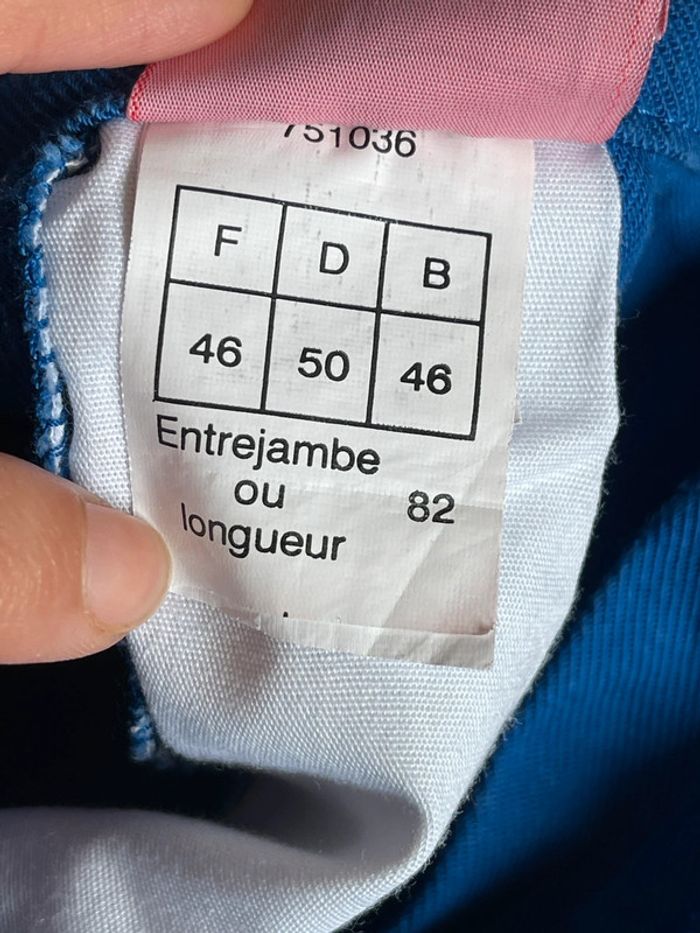 751036
F D B
46 50 46
Entrejambe
ou 82
longueur